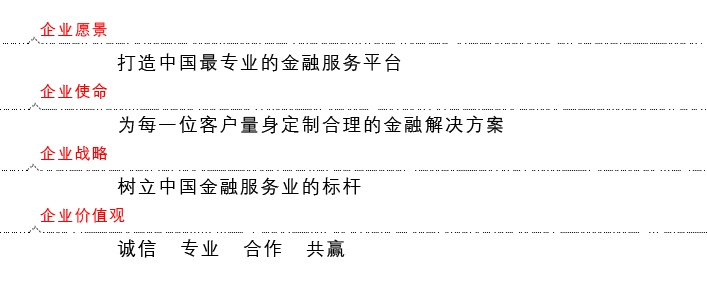 企业愿景
打造中国最专业的金融服务平台
企业使命
为每一位客户量身定制合理的金融解决方案
企业战略
树立中国金融服务业的标杆
企业价值观
诚信 专业 合作 共赢